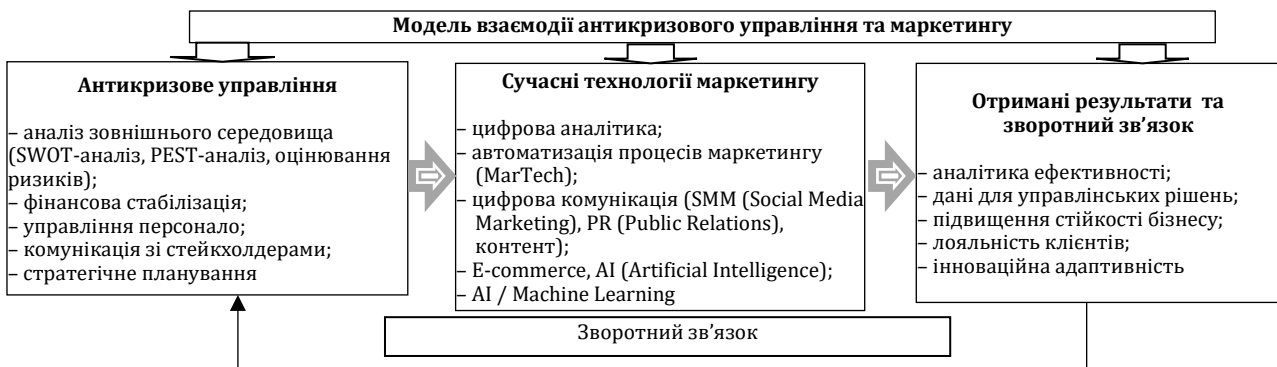 Модель взаємодії антикризового управління та маркетингу
Антикризове управління
– аналіз зовнішнього середовища
(SWOT-аналіз, PEST-аналіз, оцінювання
ризиків);
– фінансова стабілізація;
– управління персонало;
– комунікація зі стейкхолдерами;
– стратегічне планування
Сучасні технології маркетингу
– цифрова аналітика;
– автоматизація процесів маркетингу
(MarTech);
– цифрова комунікація (SMM (Social Media
Marketing), PR (Public Relations),
контент);
– E-commerce, AI (Artificial Intelligence);
– AI / Machine Learning
Отримані результати та
зворотний зв’язок
– аналітика ефективності;
– дані для управлінських рішень;
– підвищення стійкості бізнесу;
– лояльність клієнтів;
– інноваційна адаптивність
Зворотний зв’язок